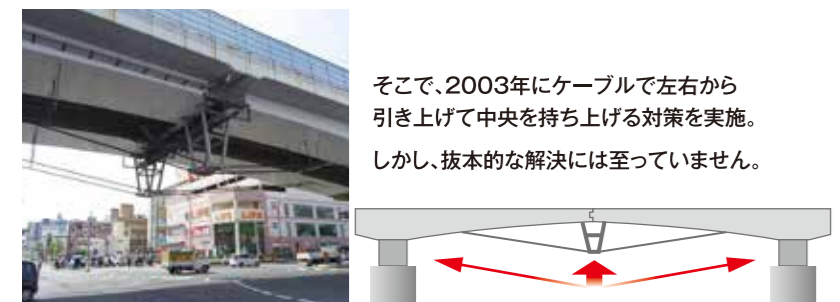 そこで、2003年にケーブルで左右から
引き上げて中央を持ち上げる対策を実施。
しかし、抜本的な解決には至っていません。